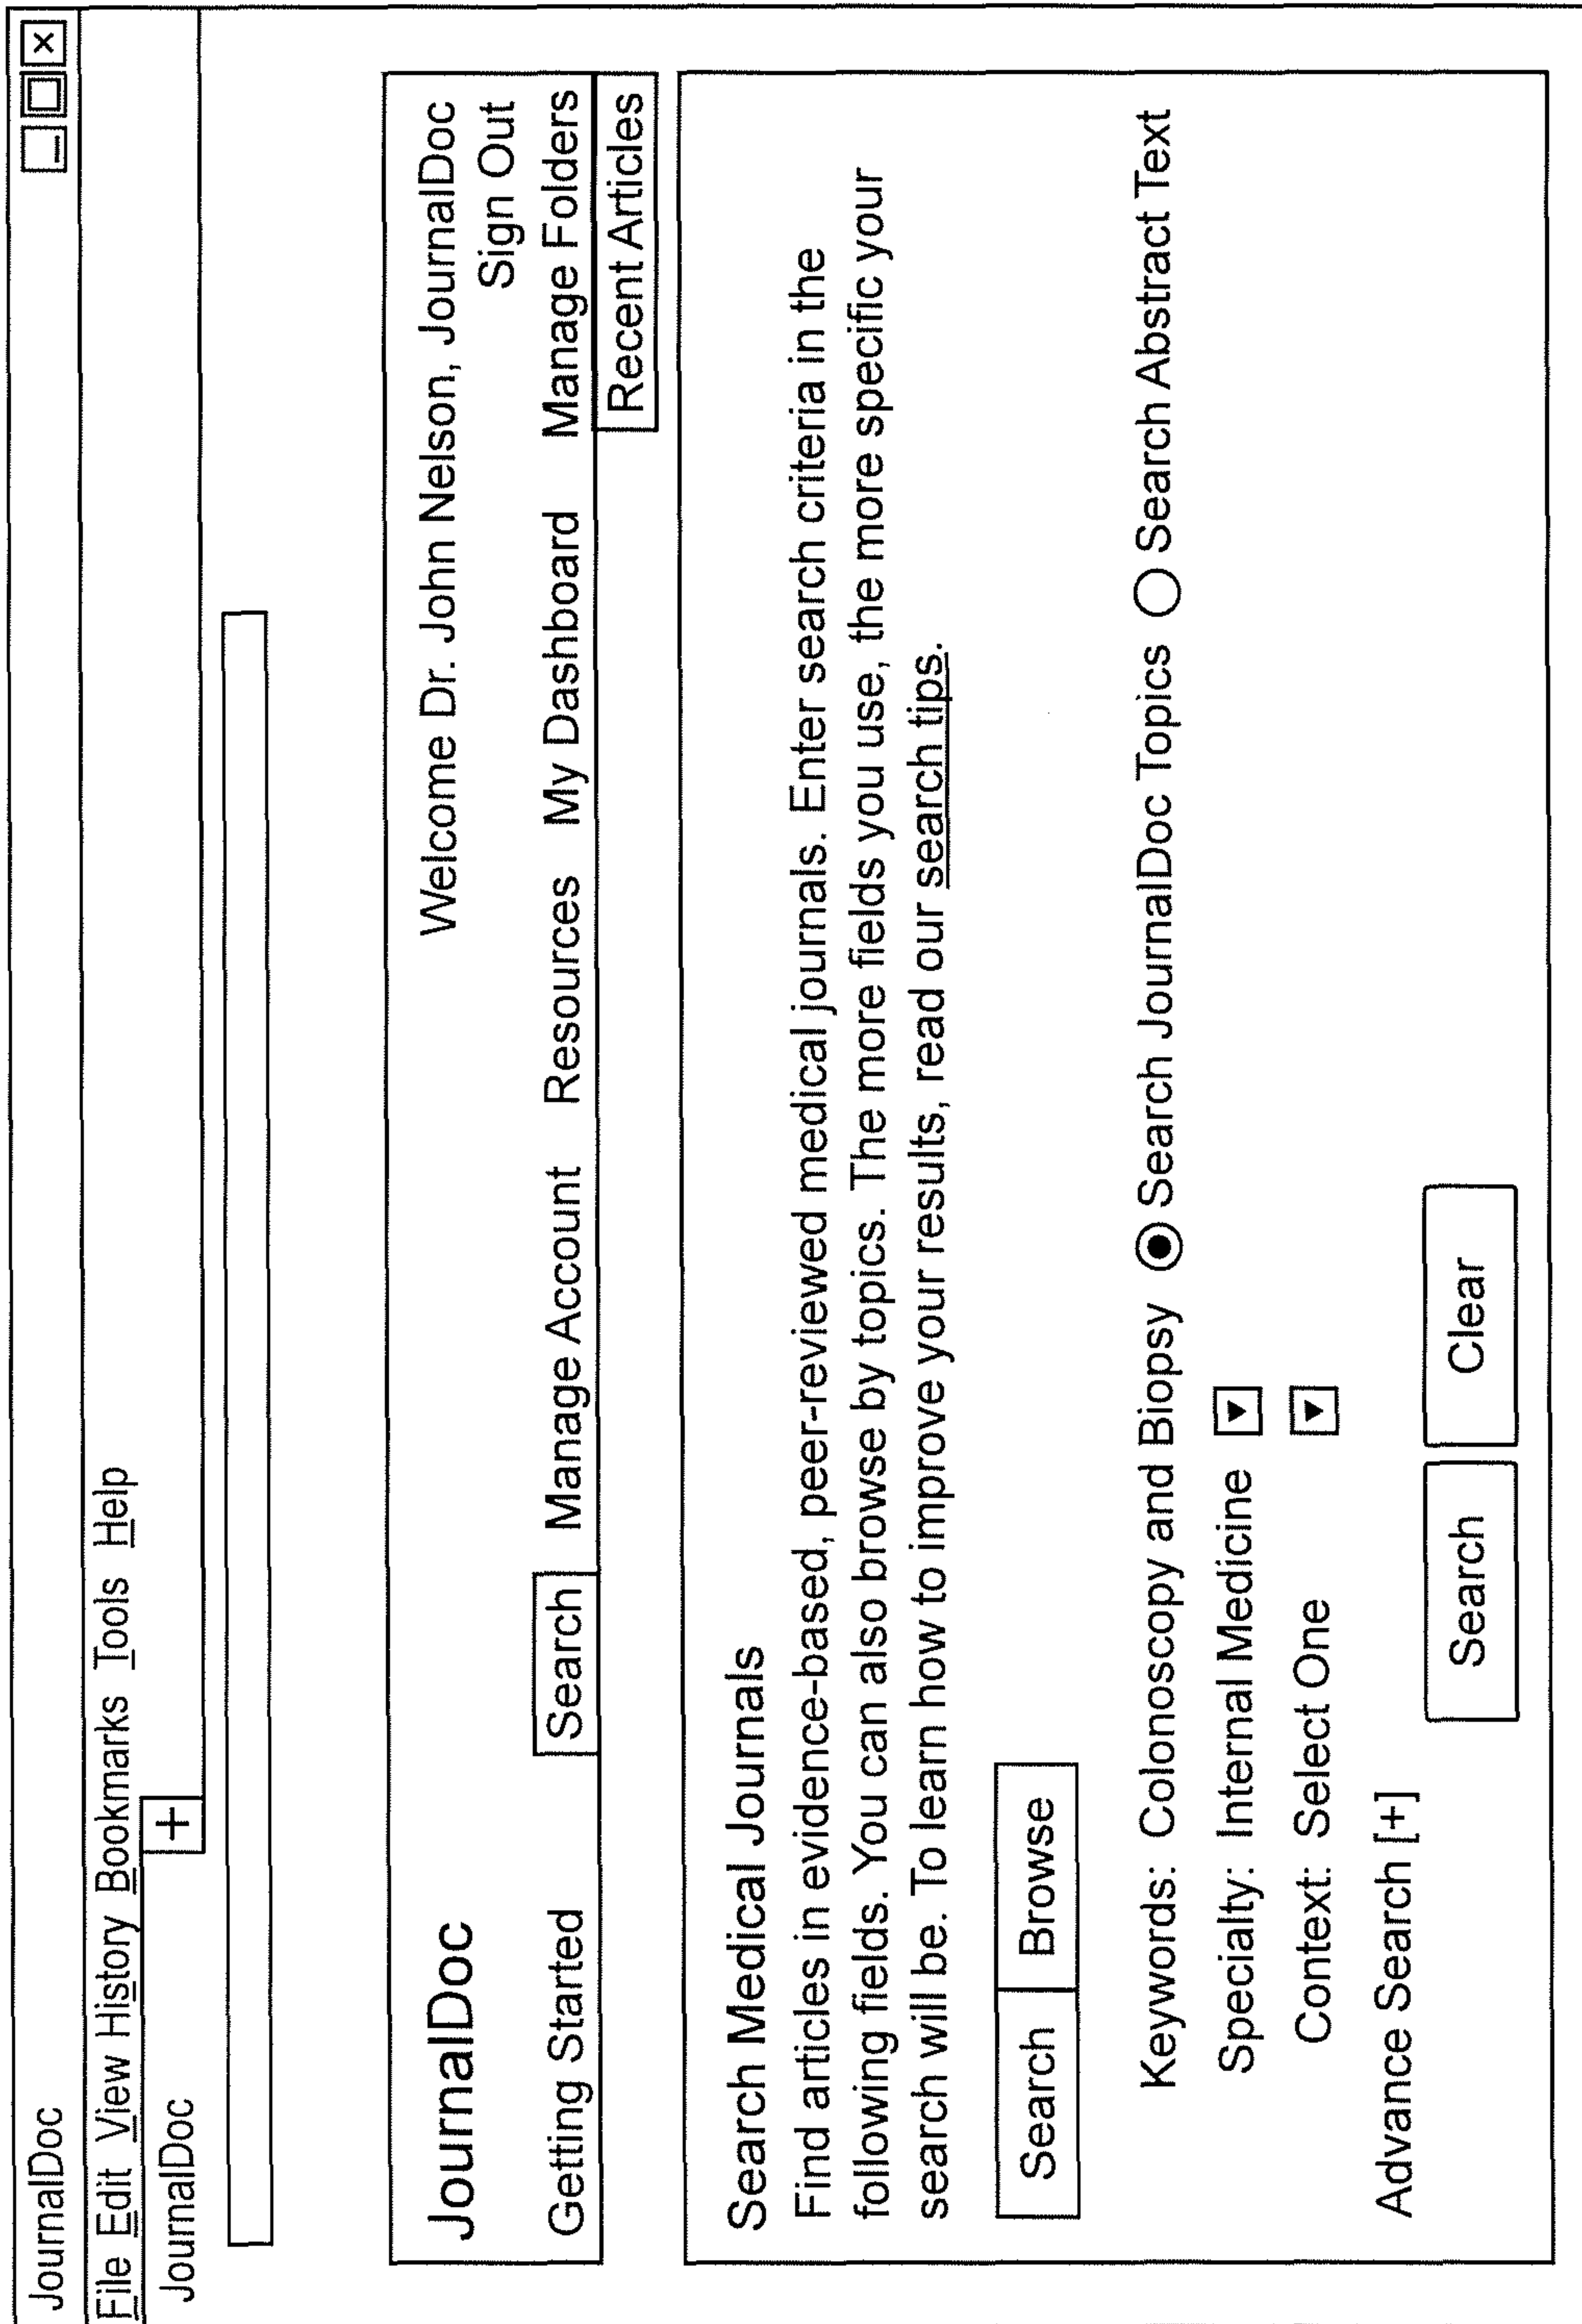 JournalDoc
File Edit View History Bookmarks Tools Help
JournalDoc +
JournalDoc
Welcome Dr. John Nelson, JournalDoc
Sign Out
Getting Started Search Manage Account Resources My Dashboard Manage Folders
Recent Articles
Search Medical Journals
Find articles in evidence-based, peer-reviewed medical journals. Enter search criteria in the
following fields. You can also browse by topics. The more fields you use, the more specific your
search will be. To learn how to improve your results, read our search tips.
Search Browse
Keywords: Colonoscopy and Biopsy Search JournalDoc Topics Search Abstract Text
Specialty: Internal Medicine
Context: Select One
Advance Search [+]
Search Clear